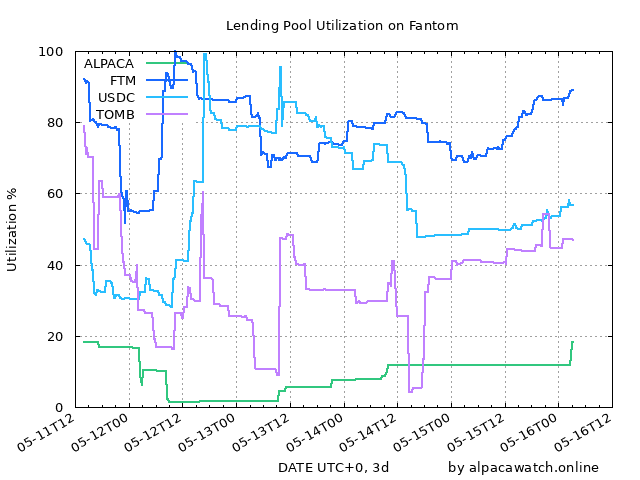 Lending Pool Utilization on Fantom
100
80
60
40
20
0
Utilization %
ALPACA
FTM
USDC
TOMB
05-11T12
05-12T00
05-12T12
05-13T00
05-13T12
05-14T00
05-14T12
05-15T00
05-15T12
05-16T00
05-16T12
DATE UTC+0, 3d
by alpacawatch.online